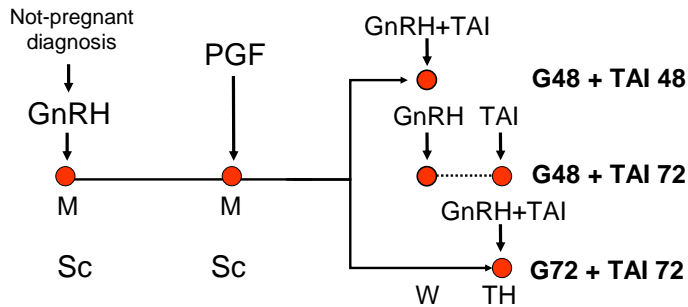 Not-pregnant
diagnosis
GnRH
PGF
GnRH+TAI
G48 + TAI 48
GnRH TAI
G48 + TAI 72
M M
GnRH+TAI
Sc Sc
G72 + TAI 72
W TH